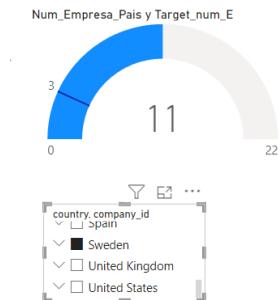 Num_Empresa_Pais y Target_num_E
3
11
0
22
country, company_id
Spain
Sweden
United Kingdom
United States